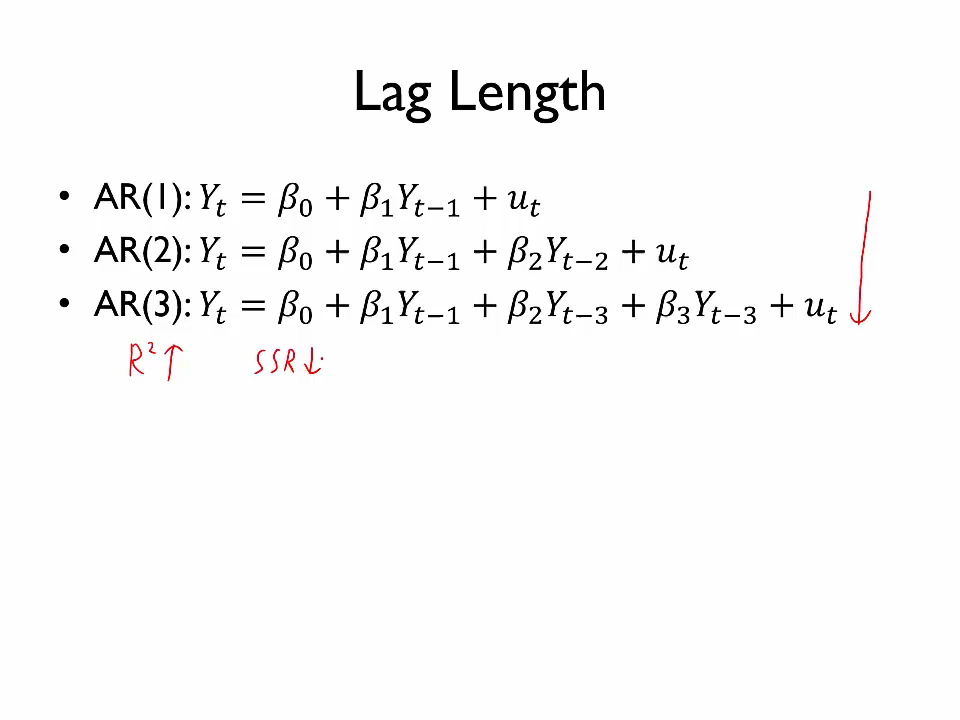 Lag Length
• AR(1): Yₜ = β₀ + β₁Yₜ₋₁ + uₜ
• AR(2): Yₜ = β₀ + β₁Yₜ₋₁ + β₂Yₜ₋₂ + uₜ
• AR(3): Yₜ = β₀ + β₁Yₜ₋₁ + β₂Yₜ₋₃ + β₃Yₜ₋₃ + uₜ
R² ↑ SSR ↓